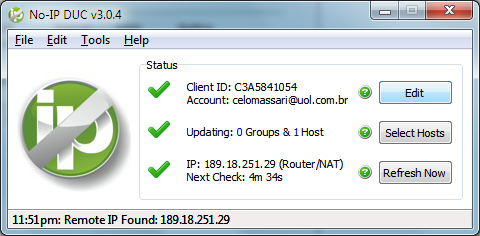 No-IP DUC v3.0.4
File Edit Tools Help
ip
Status
Client ID: C3A5841054
Account: celomassari@uol.com.br
Edit
Updating: 0 Groups & 1 Host
Select Hosts
IP: 189.18.251.29 (Router/NAT)
Next Check: 4m 34s
Refresh Now
11:51pm: Remote IP Found: 189.18.251.29